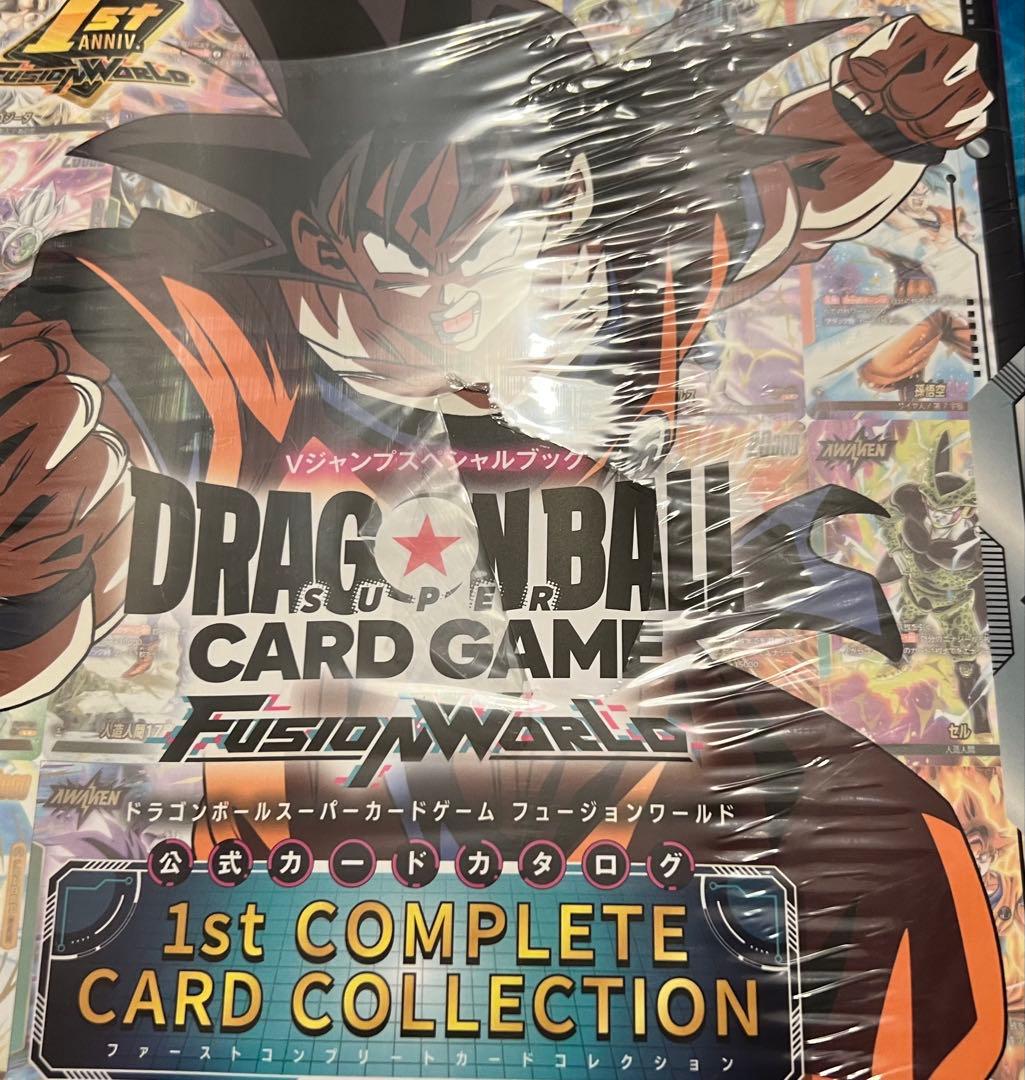 1st
ANNIV.
FUSION WORLD
孫悟空
Vジャンプスペシャルブック
20000
AWAKEN
DRAGON BALL
SUPER
CARD GAME
FUSION WORLD
人造人間17
セル
人造人間
AWAKEN
ドラゴンボールスーパーカードゲーム フュージョンワールド
公式カードカタログ
1st COMPLETE
CARD COLLECTION
ファーストコンプリートカードコレクション